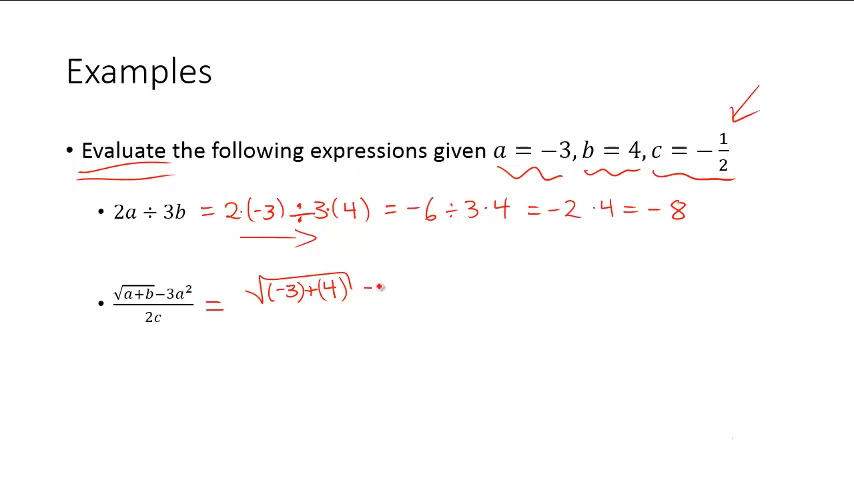 Examples
• Evaluate the following expressions given a = −3, b = 4, c = −1/2
• 2a ÷ 3b = 2·(-3) ÷ 3·(4) = -6 ÷ 3·4 = -2·4 = -8
• (√(a+b)−3a²)/(2c) = √((-3)+(4)) -